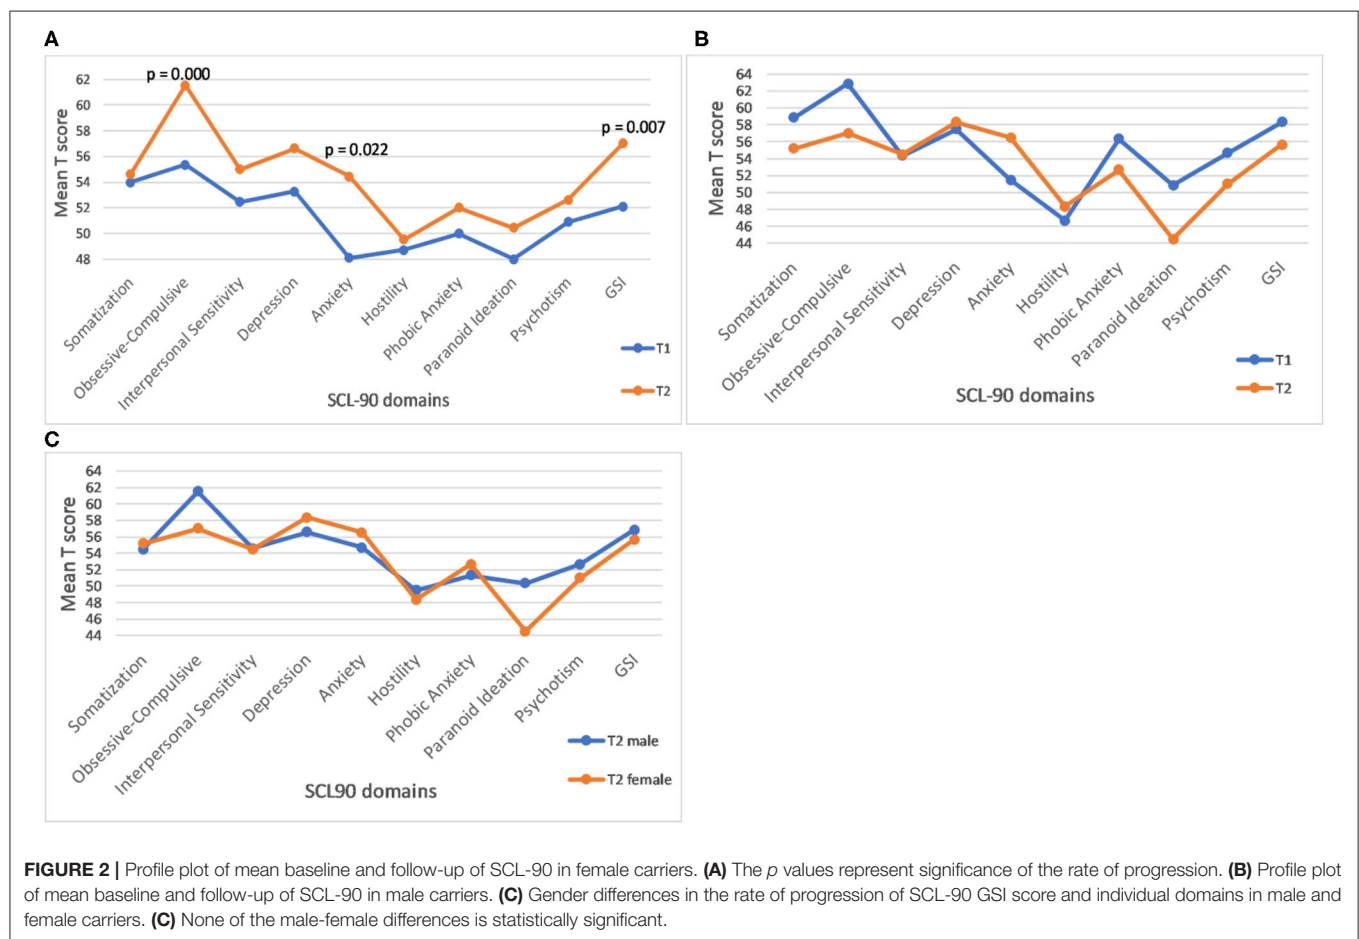 A
p = 0.000
p = 0.022
p = 0.007
Mean T score
62
60
58
56
54
52
50
48
Somatization
Obsessive-Compulsive
Interpersonal Sensitivity
Depression
Anxiety
Hostility
Phobic Anxiety
Paranoid Ideation
Psychotism
GSI
T1
T2
SCL-90 domains
B
Mean T score
64
62
60
58
56
54
52
50
48
46
44
Somatization
Obsessive-Compulsive
Interpersonal Sensitivity
Depression
Anxiety
Hostility
Phobic Anxiety
Paranoid Ideation
Psychotism
GSI
T1
T2
SCL-90 domains
C
Mean T score
64
62
60
58
56
54
52
50
48
46
44
Somatization
Obsessive-Compulsive
Interpersonal Sensitivity
Depression
Anxiety
Hostility
Phobic Anxiety
Paranoid Ideation
Psychotism
GSI
T2 male
T2 female
SCL90 domains
FIGURE 2 | Profile plot of mean baseline and follow-up of SCL-90 in female carriers. (A) The p values represent significance of the rate of progression. (B) Profile plot
of mean baseline and follow-up of SCL-90 in male carriers. (C) Gender differences in the rate of progression of SCL-90 GSI score and individual domains in male and
female carriers. (C) None of the male-female differences is statistically significant.